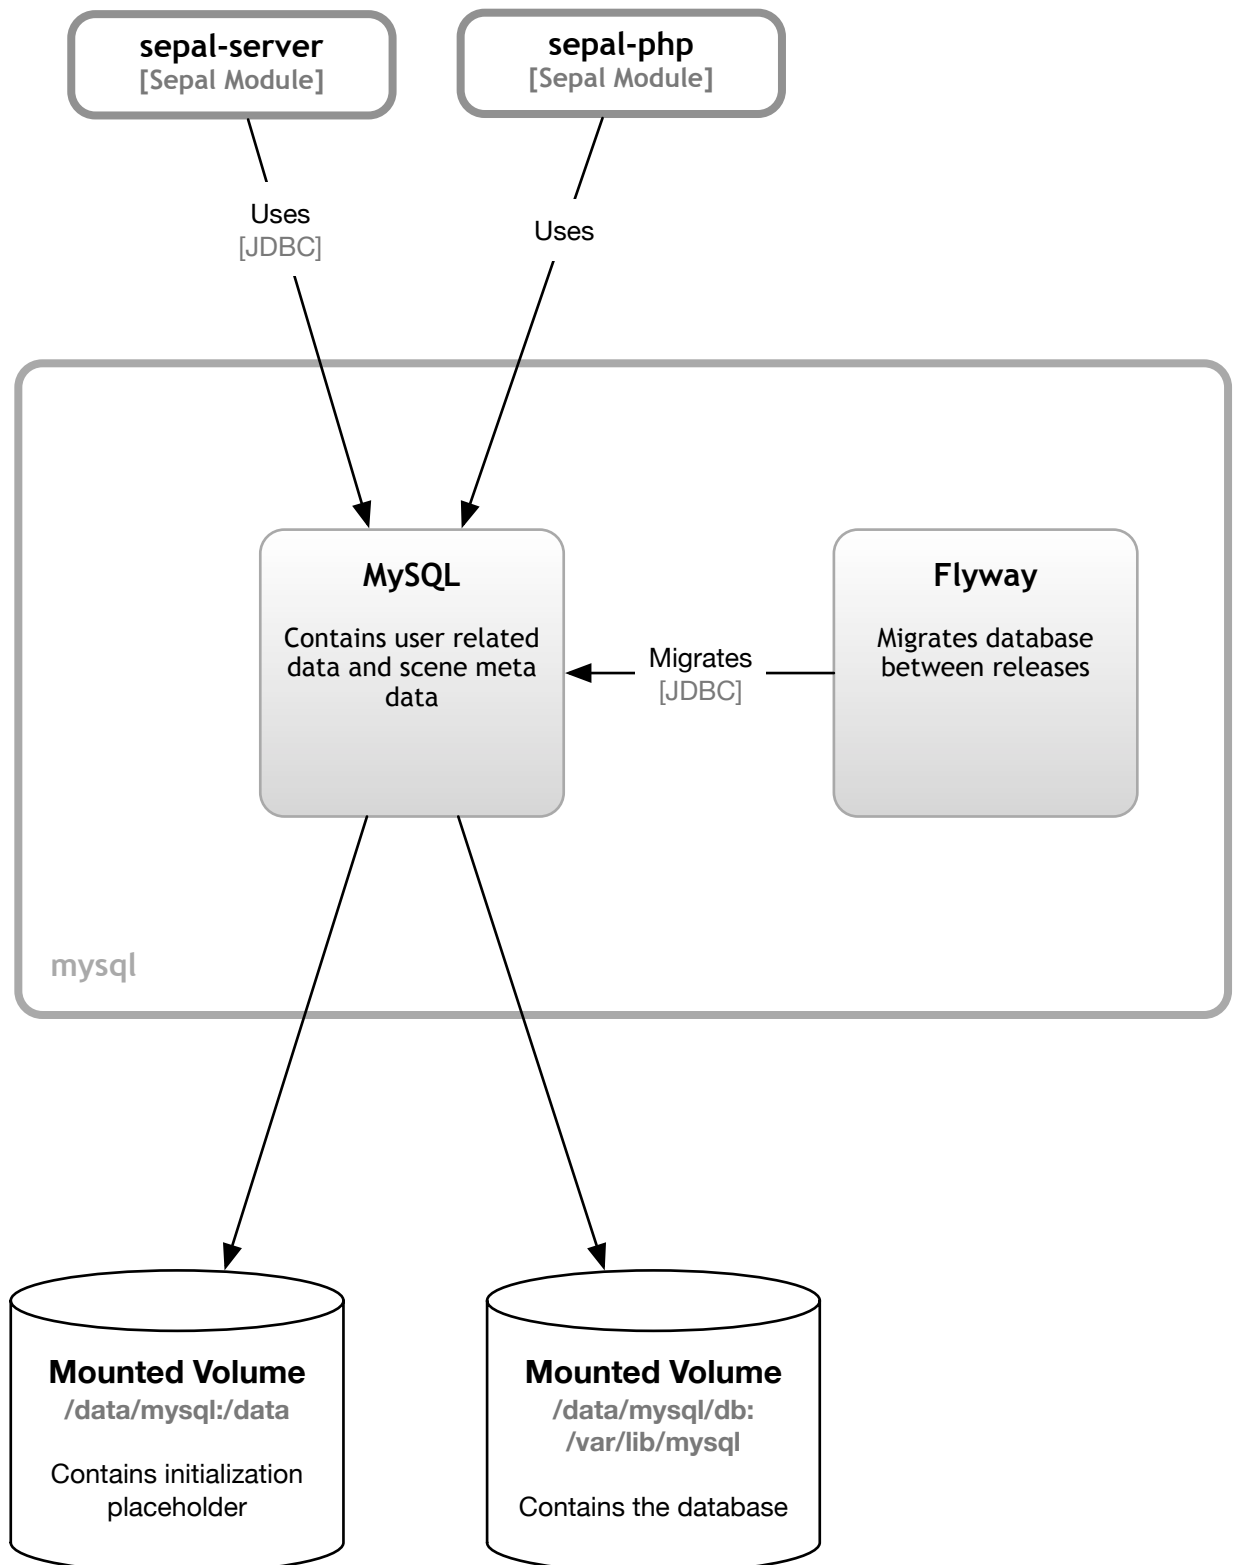 sepal-server
[Sepal Module]
sepal-php
[Sepal Module]
Uses
[JDBC]
Uses
MySQL
Contains user related
data and scene meta
data
Migrates
[JDBC]
Flyway
Migrates database
between releases
mysql
Mounted Volume
/data/mysql:/data
Contains initialization
placeholder
Mounted Volume
/data/mysql/db:
/var/lib/mysql
Contains the database